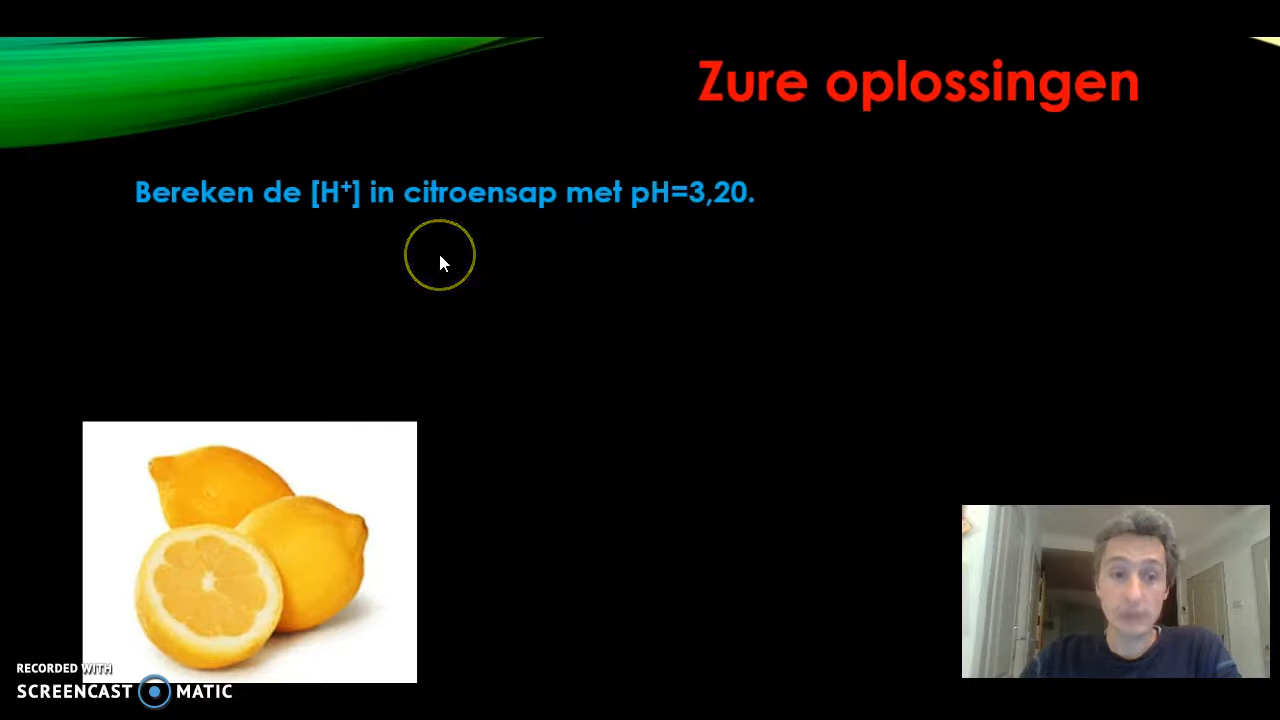 Zure oplossingen
Bereken de [H⁺] in citroensap met pH=3,20.
RECORDED WITH
SCREENCAST MATIC